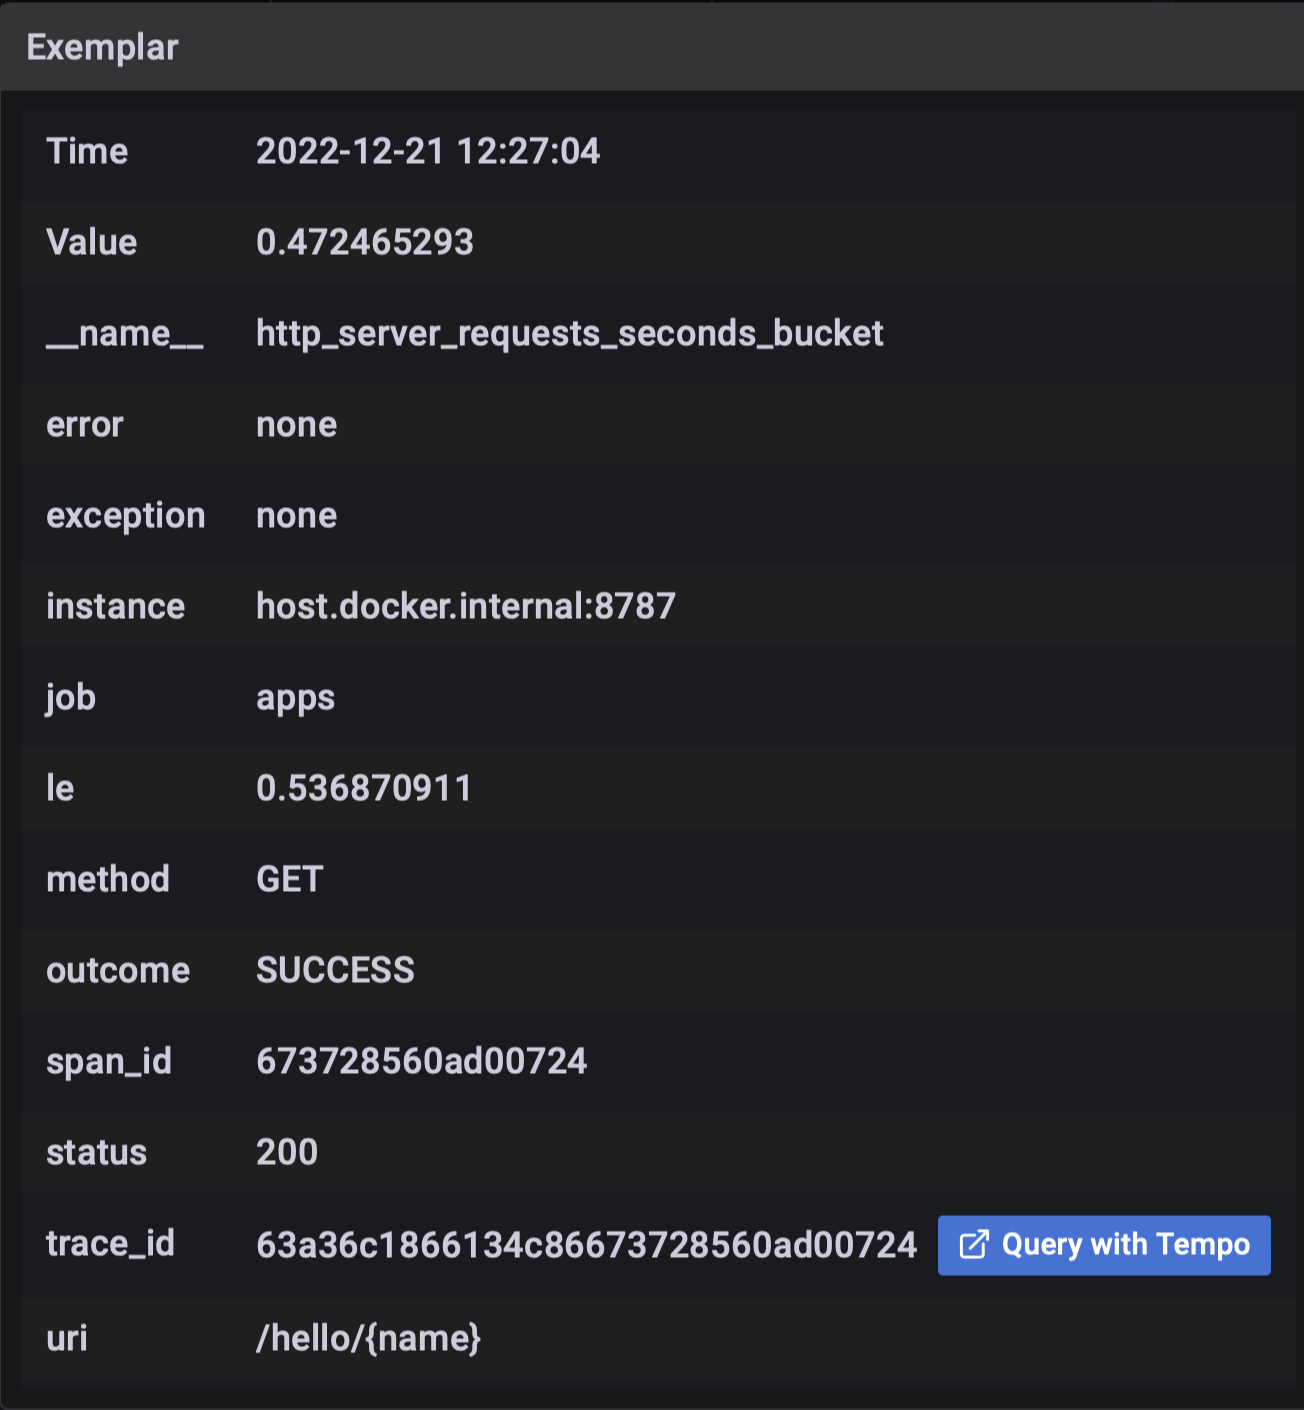 Exemplar
Time 2022-12-21 12:27:04
Value 0.472465293
__name__ http_server_requests_seconds_bucket
error none
exception none
instance host.docker.internal:8787
job apps
le 0.536870911
method GET
outcome SUCCESS
span_id 673728560ad00724
status 200
trace_id 63a36c1866134c86673728560ad00724 Query with Tempo
uri /hello/{name}